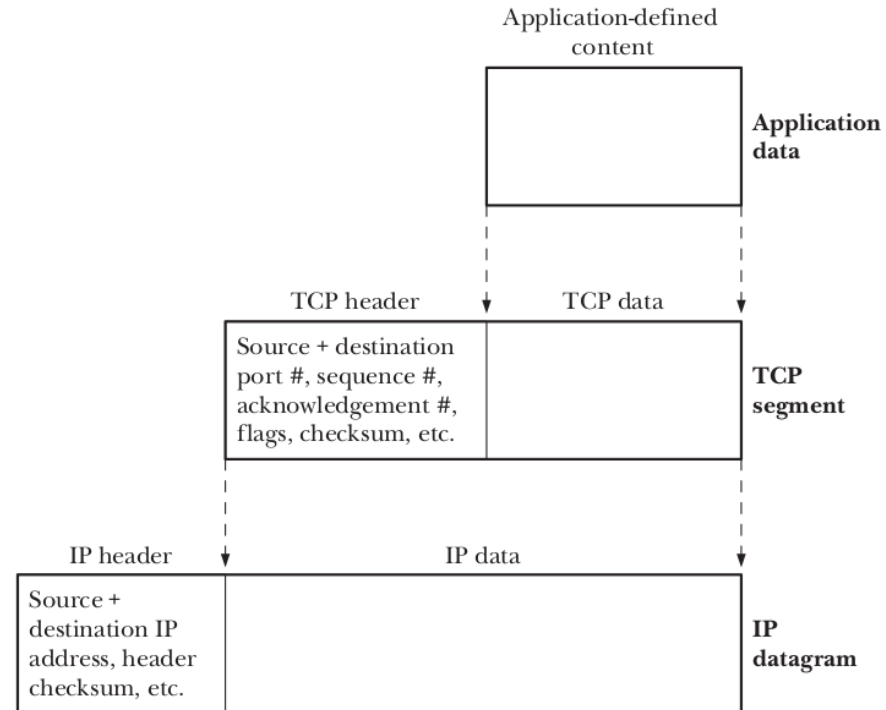 Application-defined
content
Application
data
TCP header
TCP data
Source + destination
port #, sequence #,
acknowledgement #,
flags, checksum, etc.
TCP
segment
IP header
IP data
Source +
destination IP
address, header
checksum, etc.
IP
datagram